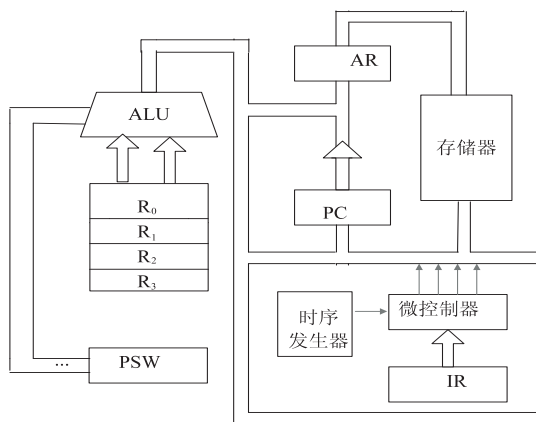 AR
ALU
存储器
R₀
PC
R₁
R₂
R₃
时序
发生器
微控制器
...
PSW
IR